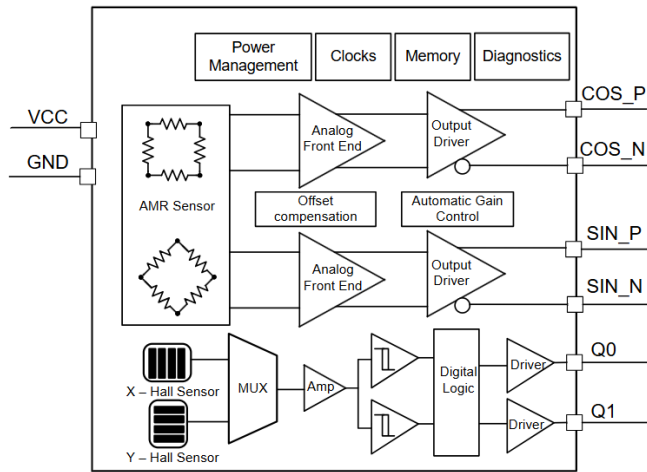 Power
Management
Clocks
Memory
Diagnostics
COS_P
VCC
Analog
Front End
Output
Driver
COS_N
GND
AMR Sensor
Offset
compensation
Automatic Gain
Control
SIN_P
Analog
Front End
Output
Driver
SIN_N
Q0
X – Hall Sensor
MUX
Amp
Digital
Logic
Driver
Q1
Driver
Y – Hall Sensor